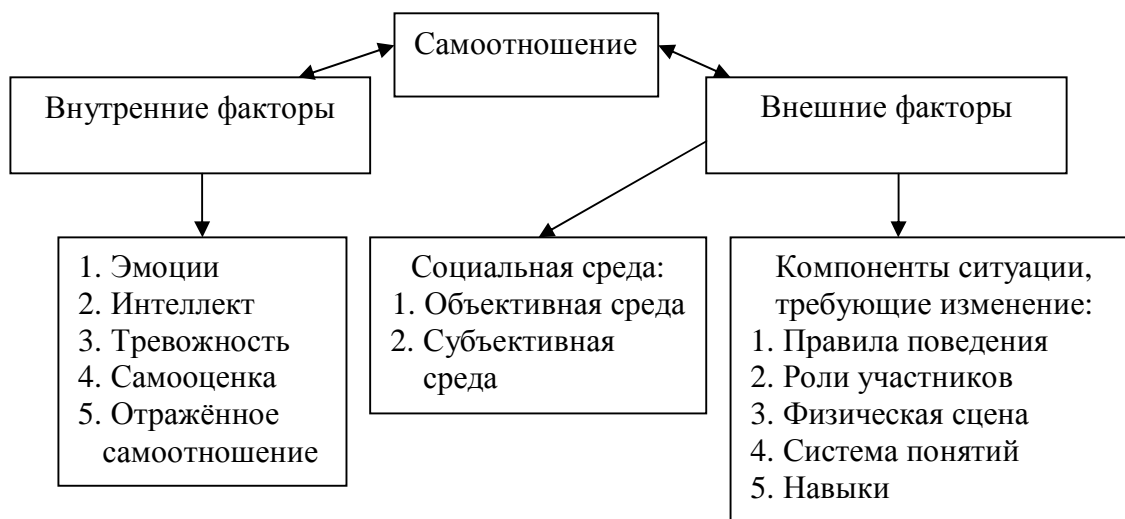 Самоотношение
Внутренние факторы
Внешние факторы
1. Эмоции
2. Интеллект
3. Тревожность
4. Самооценка
5. Отражённое
самоотношение
Социальная среда:
1. Объективная среда
2. Субъективная
среда
Компоненты ситуации,
требующие изменение:
1. Правила поведения
2. Роли участников
3. Физическая сцена
4. Система понятий
5. Навыки